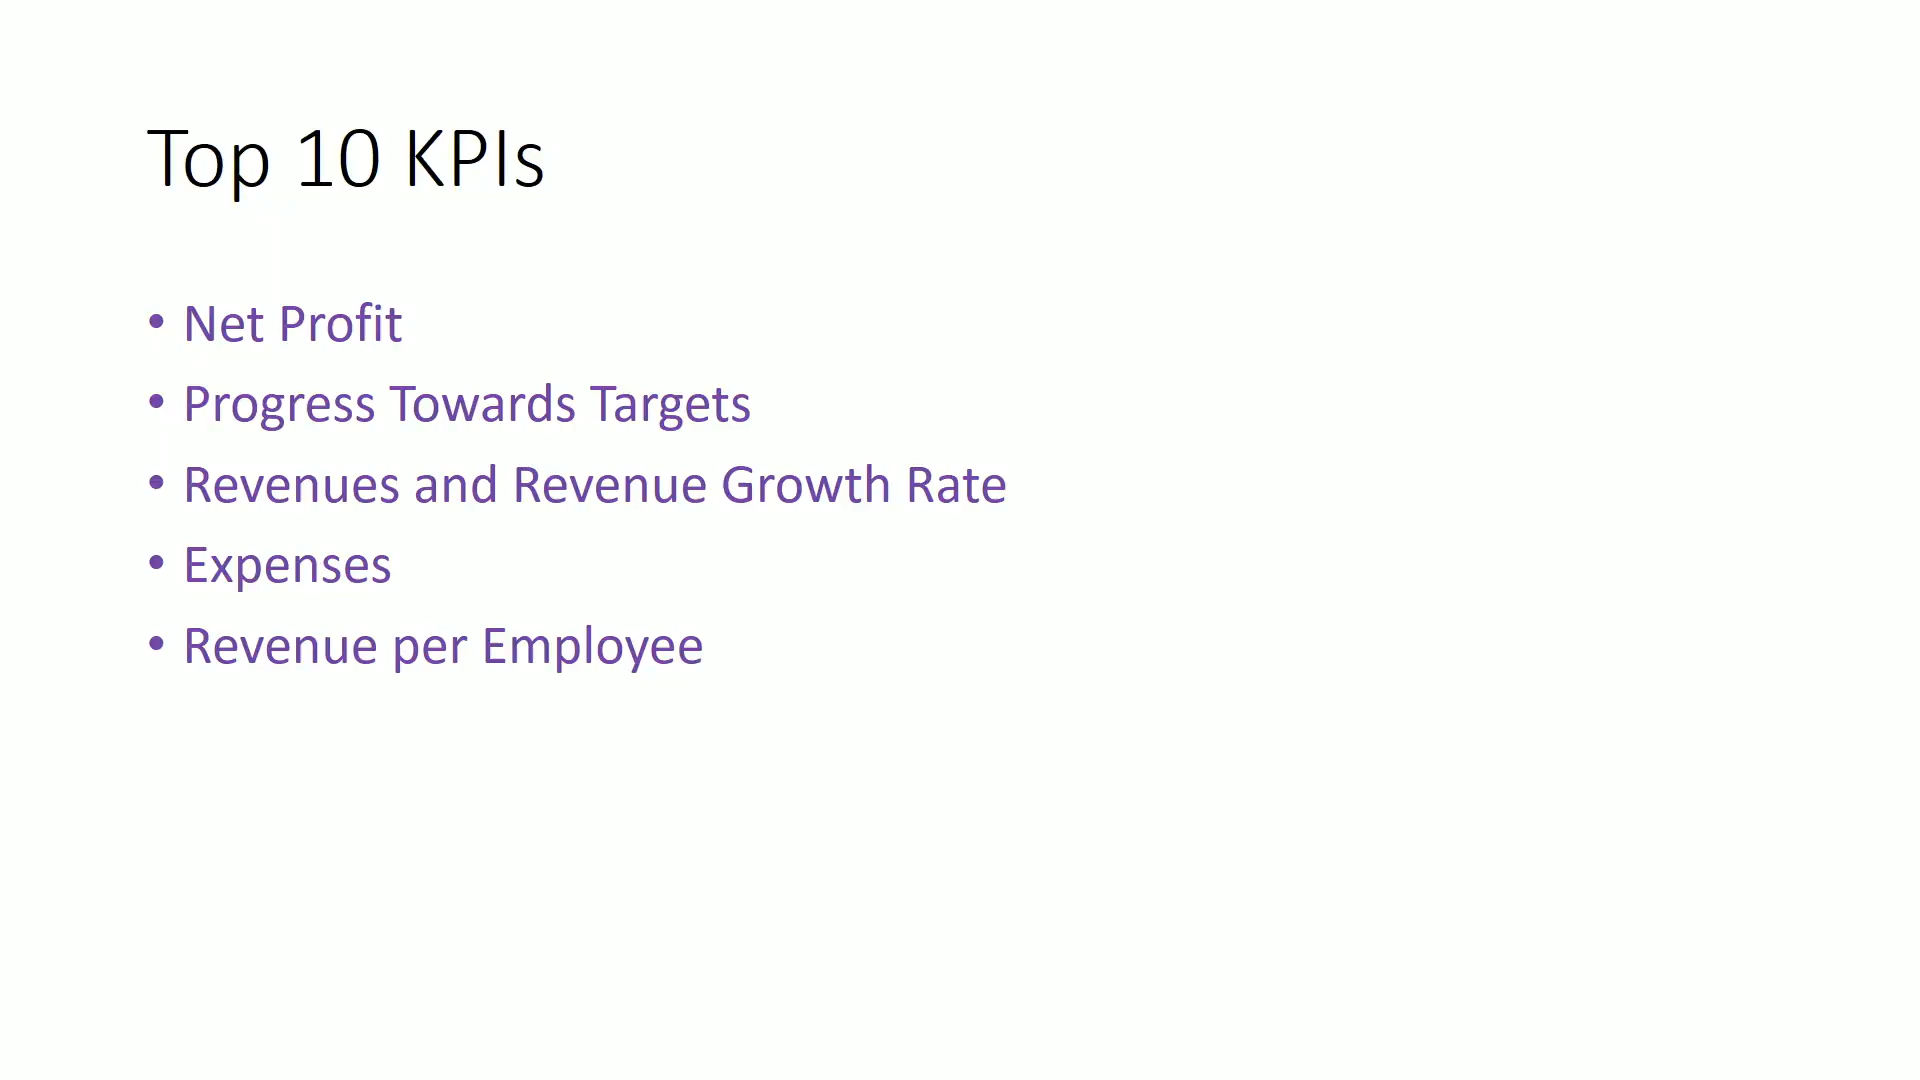 Top 10 KPIs
• Net Profit
• Progress Towards Targets
• Revenues and Revenue Growth Rate
• Expenses
• Revenue per Employee